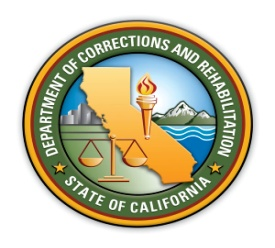 DEPARTMENT OF CORRECTIONS AND REHABILITATION
STATE OF CALIFORNIA